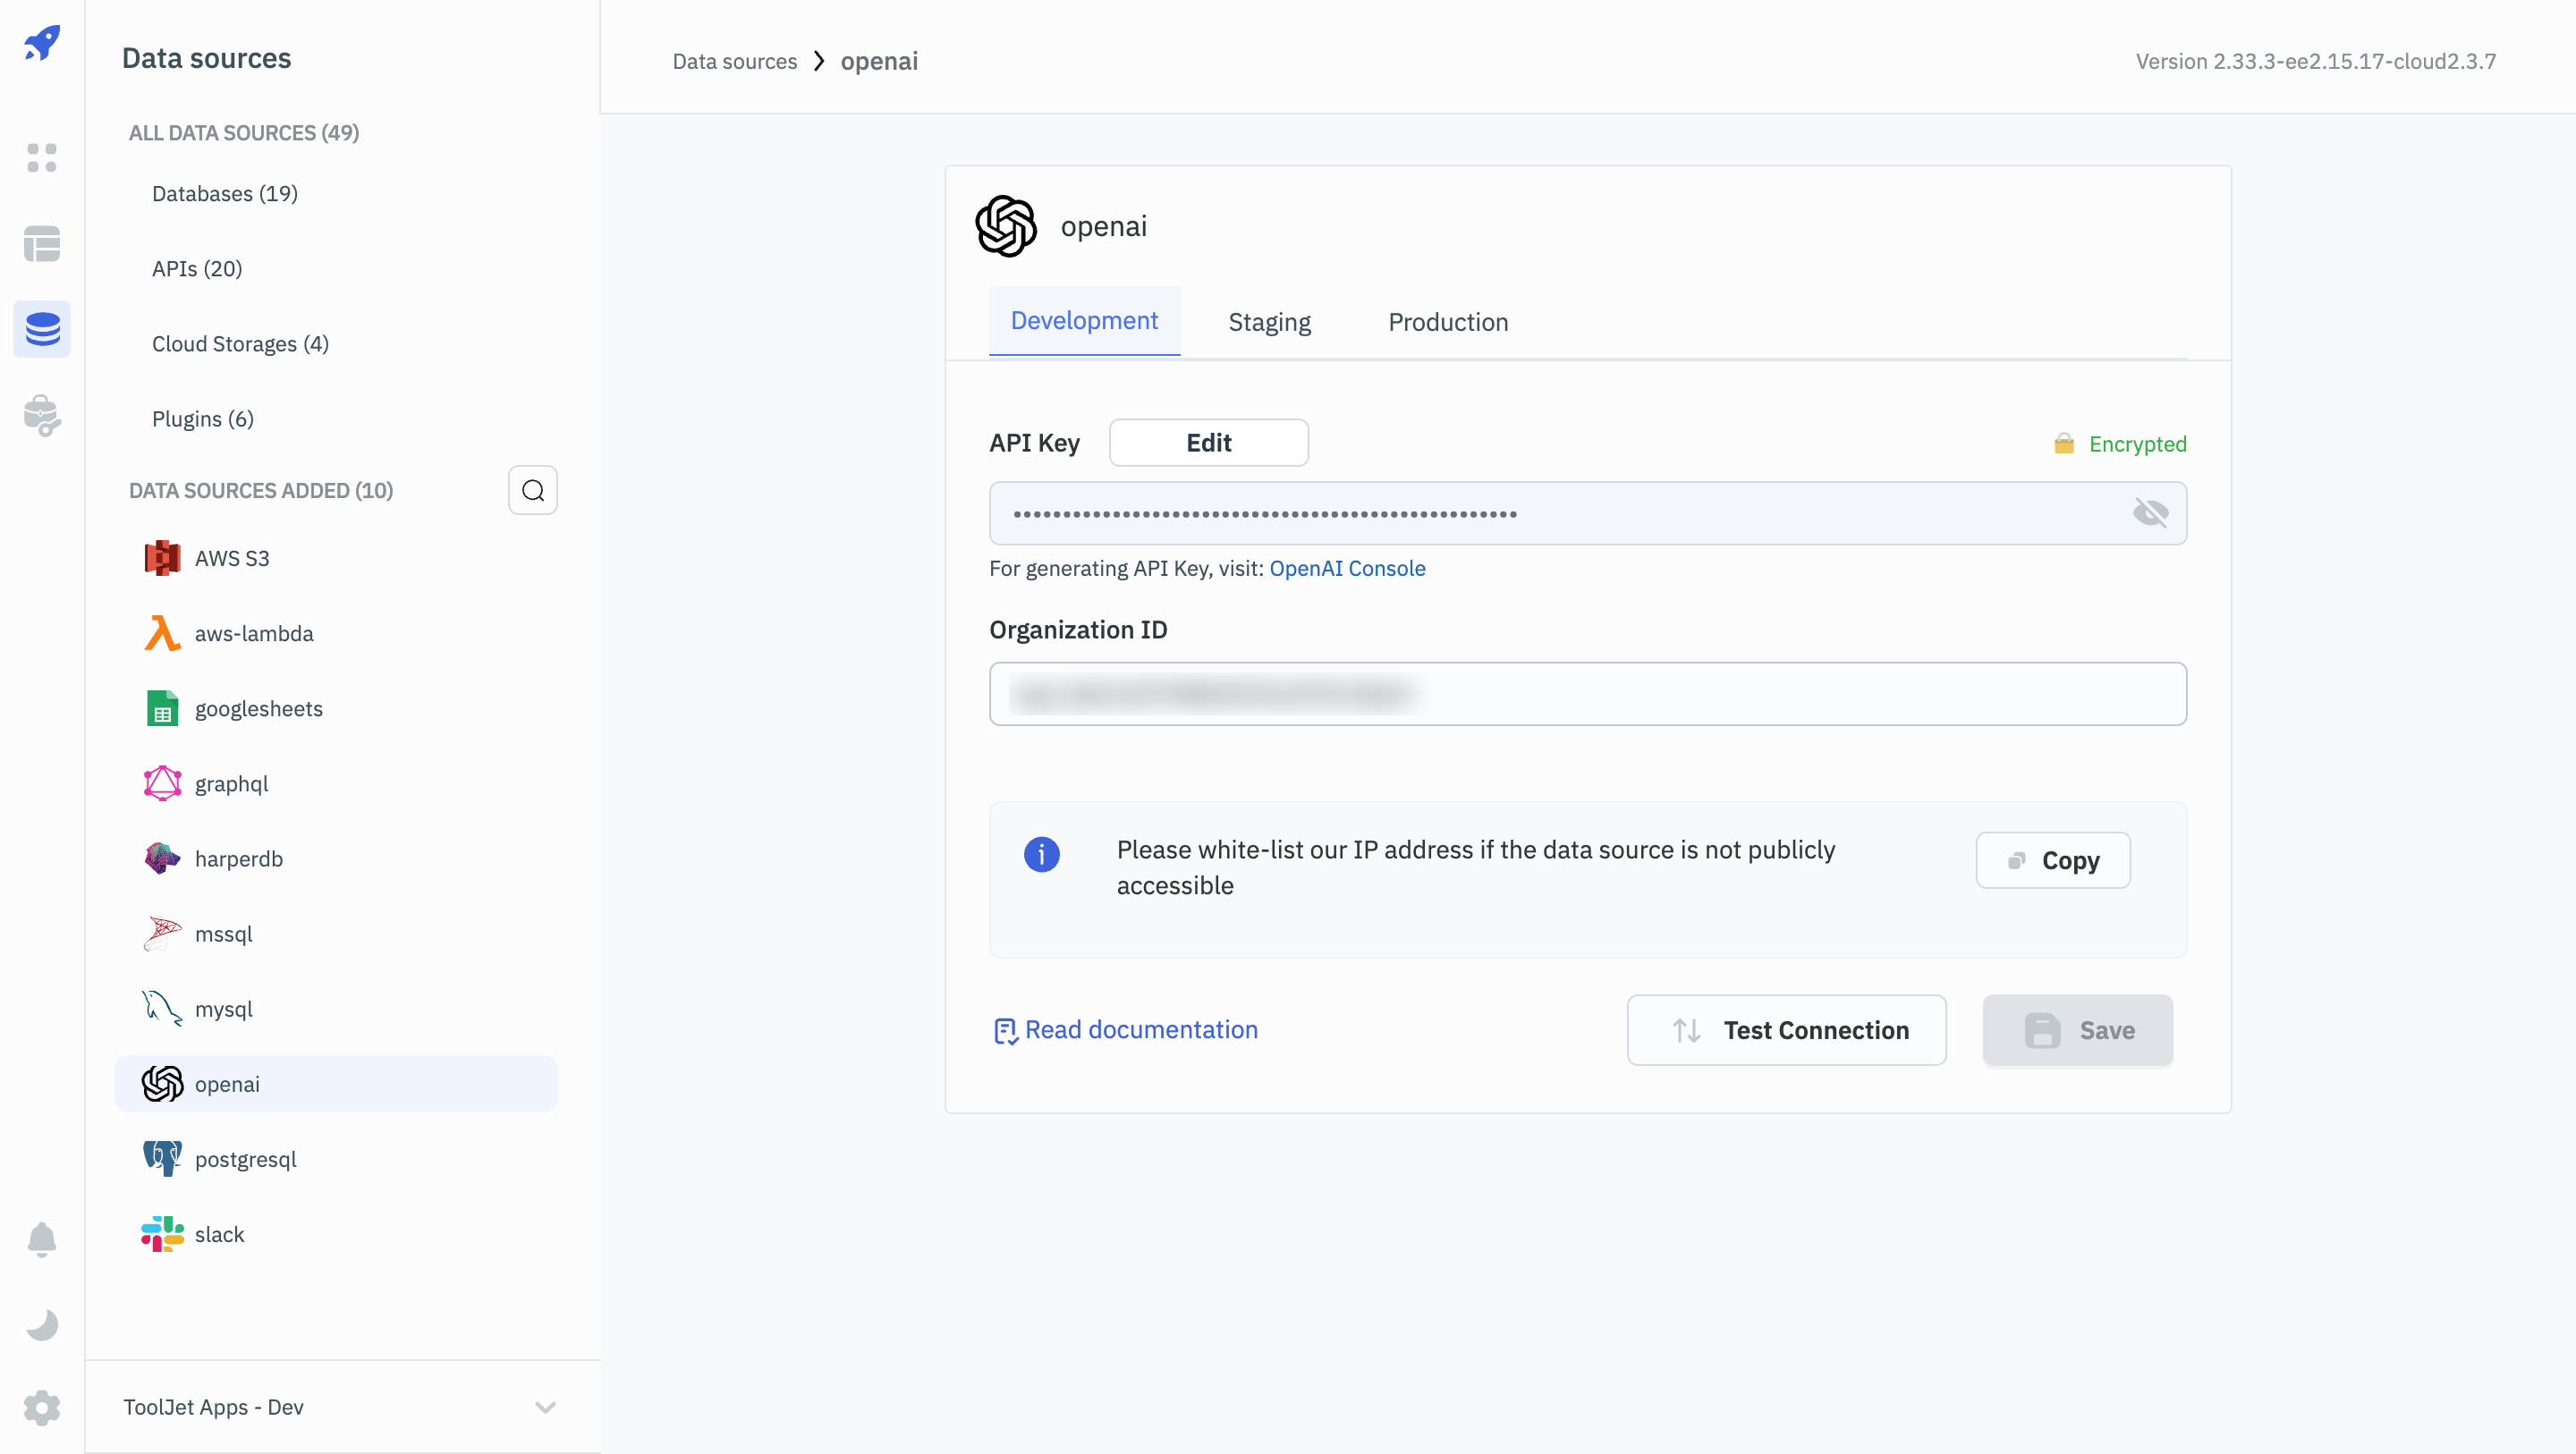 Data sources
ALL DATA SOURCES (49)
Databases (19)
APIs (20)
Cloud Storages (4)
Plugins (6)
DATA SOURCES ADDED (10)
AWS S3
aws-lambda
googlesheets
graphql
harperdb
mssql
mysql
openai
postgresql
slack
ToolJet Apps - Dev
Data sources > openai
Version 2.33.3-ee2.15.17-cloud2.3.7
openai
Development Staging Production
API Key Edit Encrypted
For generating API Key, visit: OpenAI Console
Organization ID
Please white-list our IP address if the data source is not publicly
accessible
Copy
Read documentation Test Connection Save